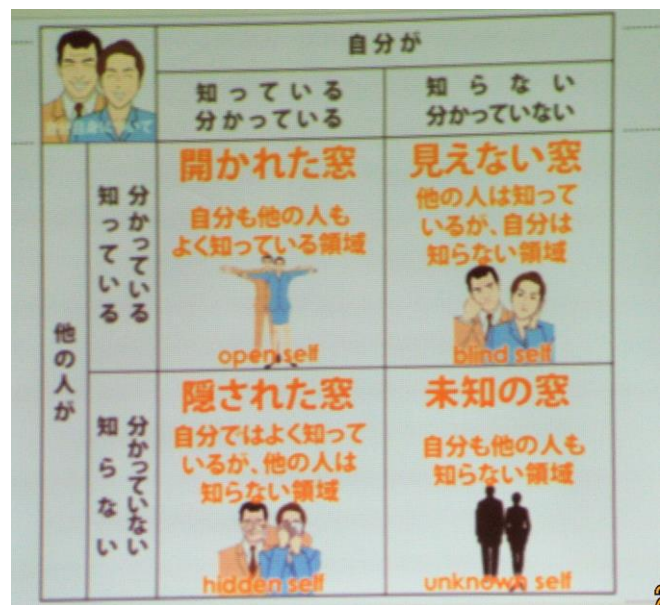 自分が
知っている
分かっている
知らない
分かっていない
他の人が
分かっている
知っている
開かれた窓
自分も他の人も
よく知っている領域
open self
見えない窓
他の人は知って
いるが、自分は
知らない領域
blind self
分かっていない
知らない
隠された窓
自分ではよく知って
いるが、他の人は
知らない領域
hidden self
未知の窓
自分も他の人も
知らない領域
unknown self